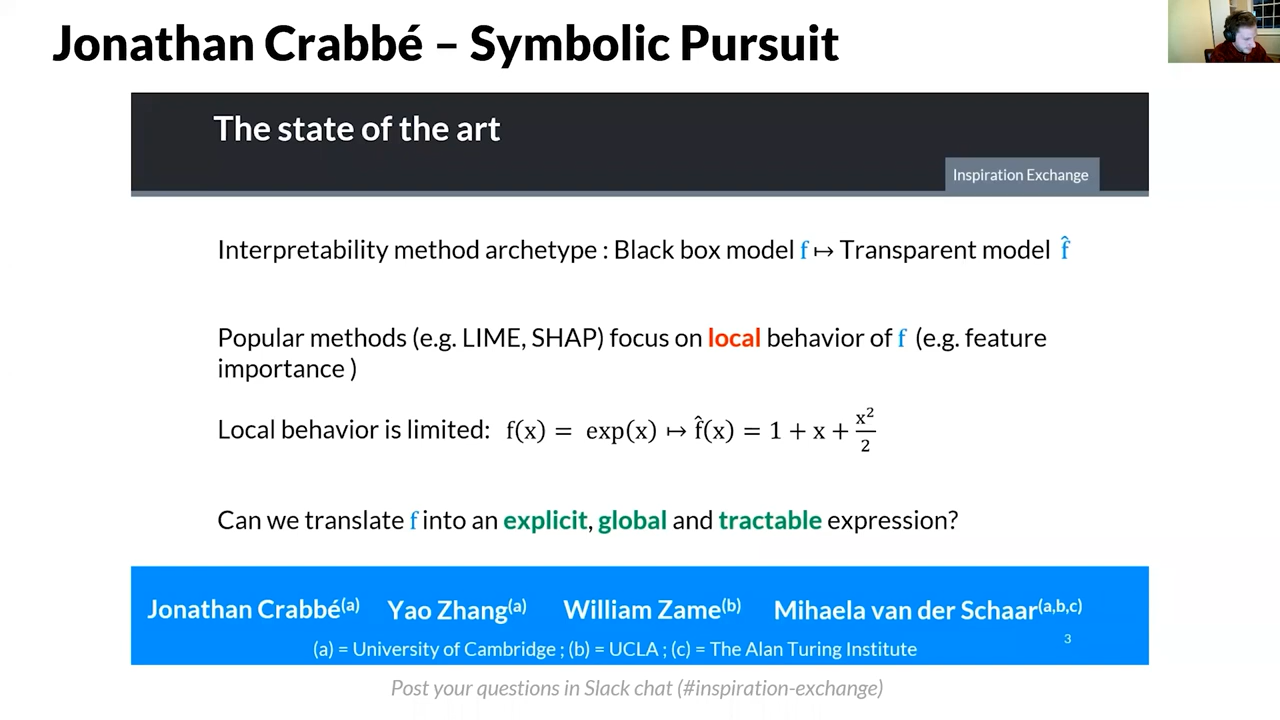 Jonathan Crabbé – Symbolic Pursuit
The state of the art
Inspiration Exchange
Interpretability method archetype : Black box model f ↦ Transparent model f̂
Popular methods (e.g. LIME, SHAP) focus on local behavior of f (e.g. feature
importance )
Local behavior is limited: f(x) = exp(x) ↦ f̂(x) = 1 + x + x²/2
Can we translate f into an explicit, global and tractable expression?
Jonathan Crabbé(a) Yao Zhang(a) William Zame(b) Mihaela van der Schaar(a,b,c)
(a) = University of Cambridge ; (b) = UCLA ; (c) = The Alan Turing Institute
3
Post your questions in Slack chat (#inspiration-exchange)